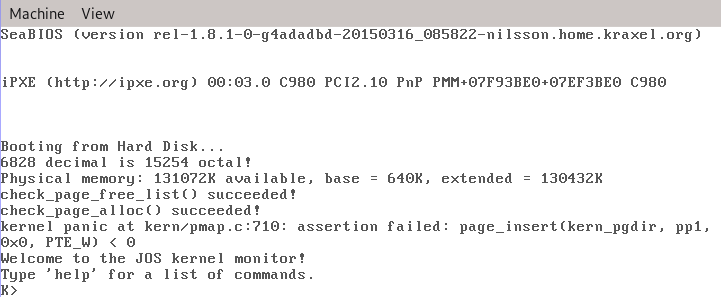 Machine View
SeaBIOS (version rel-1.8.1-0-g4adadbd-20150316_085822-nilsson.home.kraxel.org)
iPXE (http://ipxe.org) 00:03.0 C980 PCI2.10 PnP PMM+07F93BE0+07EF3BE0 C980
Booting from Hard Disk...
6828 decimal is 15254 octal!
Physical memory: 131072K available, base = 640K, extended = 130432K
check_page_free_list() succeeded!
check_page_alloc() succeeded!
kernel panic at kern/pmap.c:710: assertion failed: page_insert(kern_pgdir, pp1,
0x0, PTE_W) < 0
Welcome to the JOS kernel monitor!
Type 'help' for a list of commands.
K>